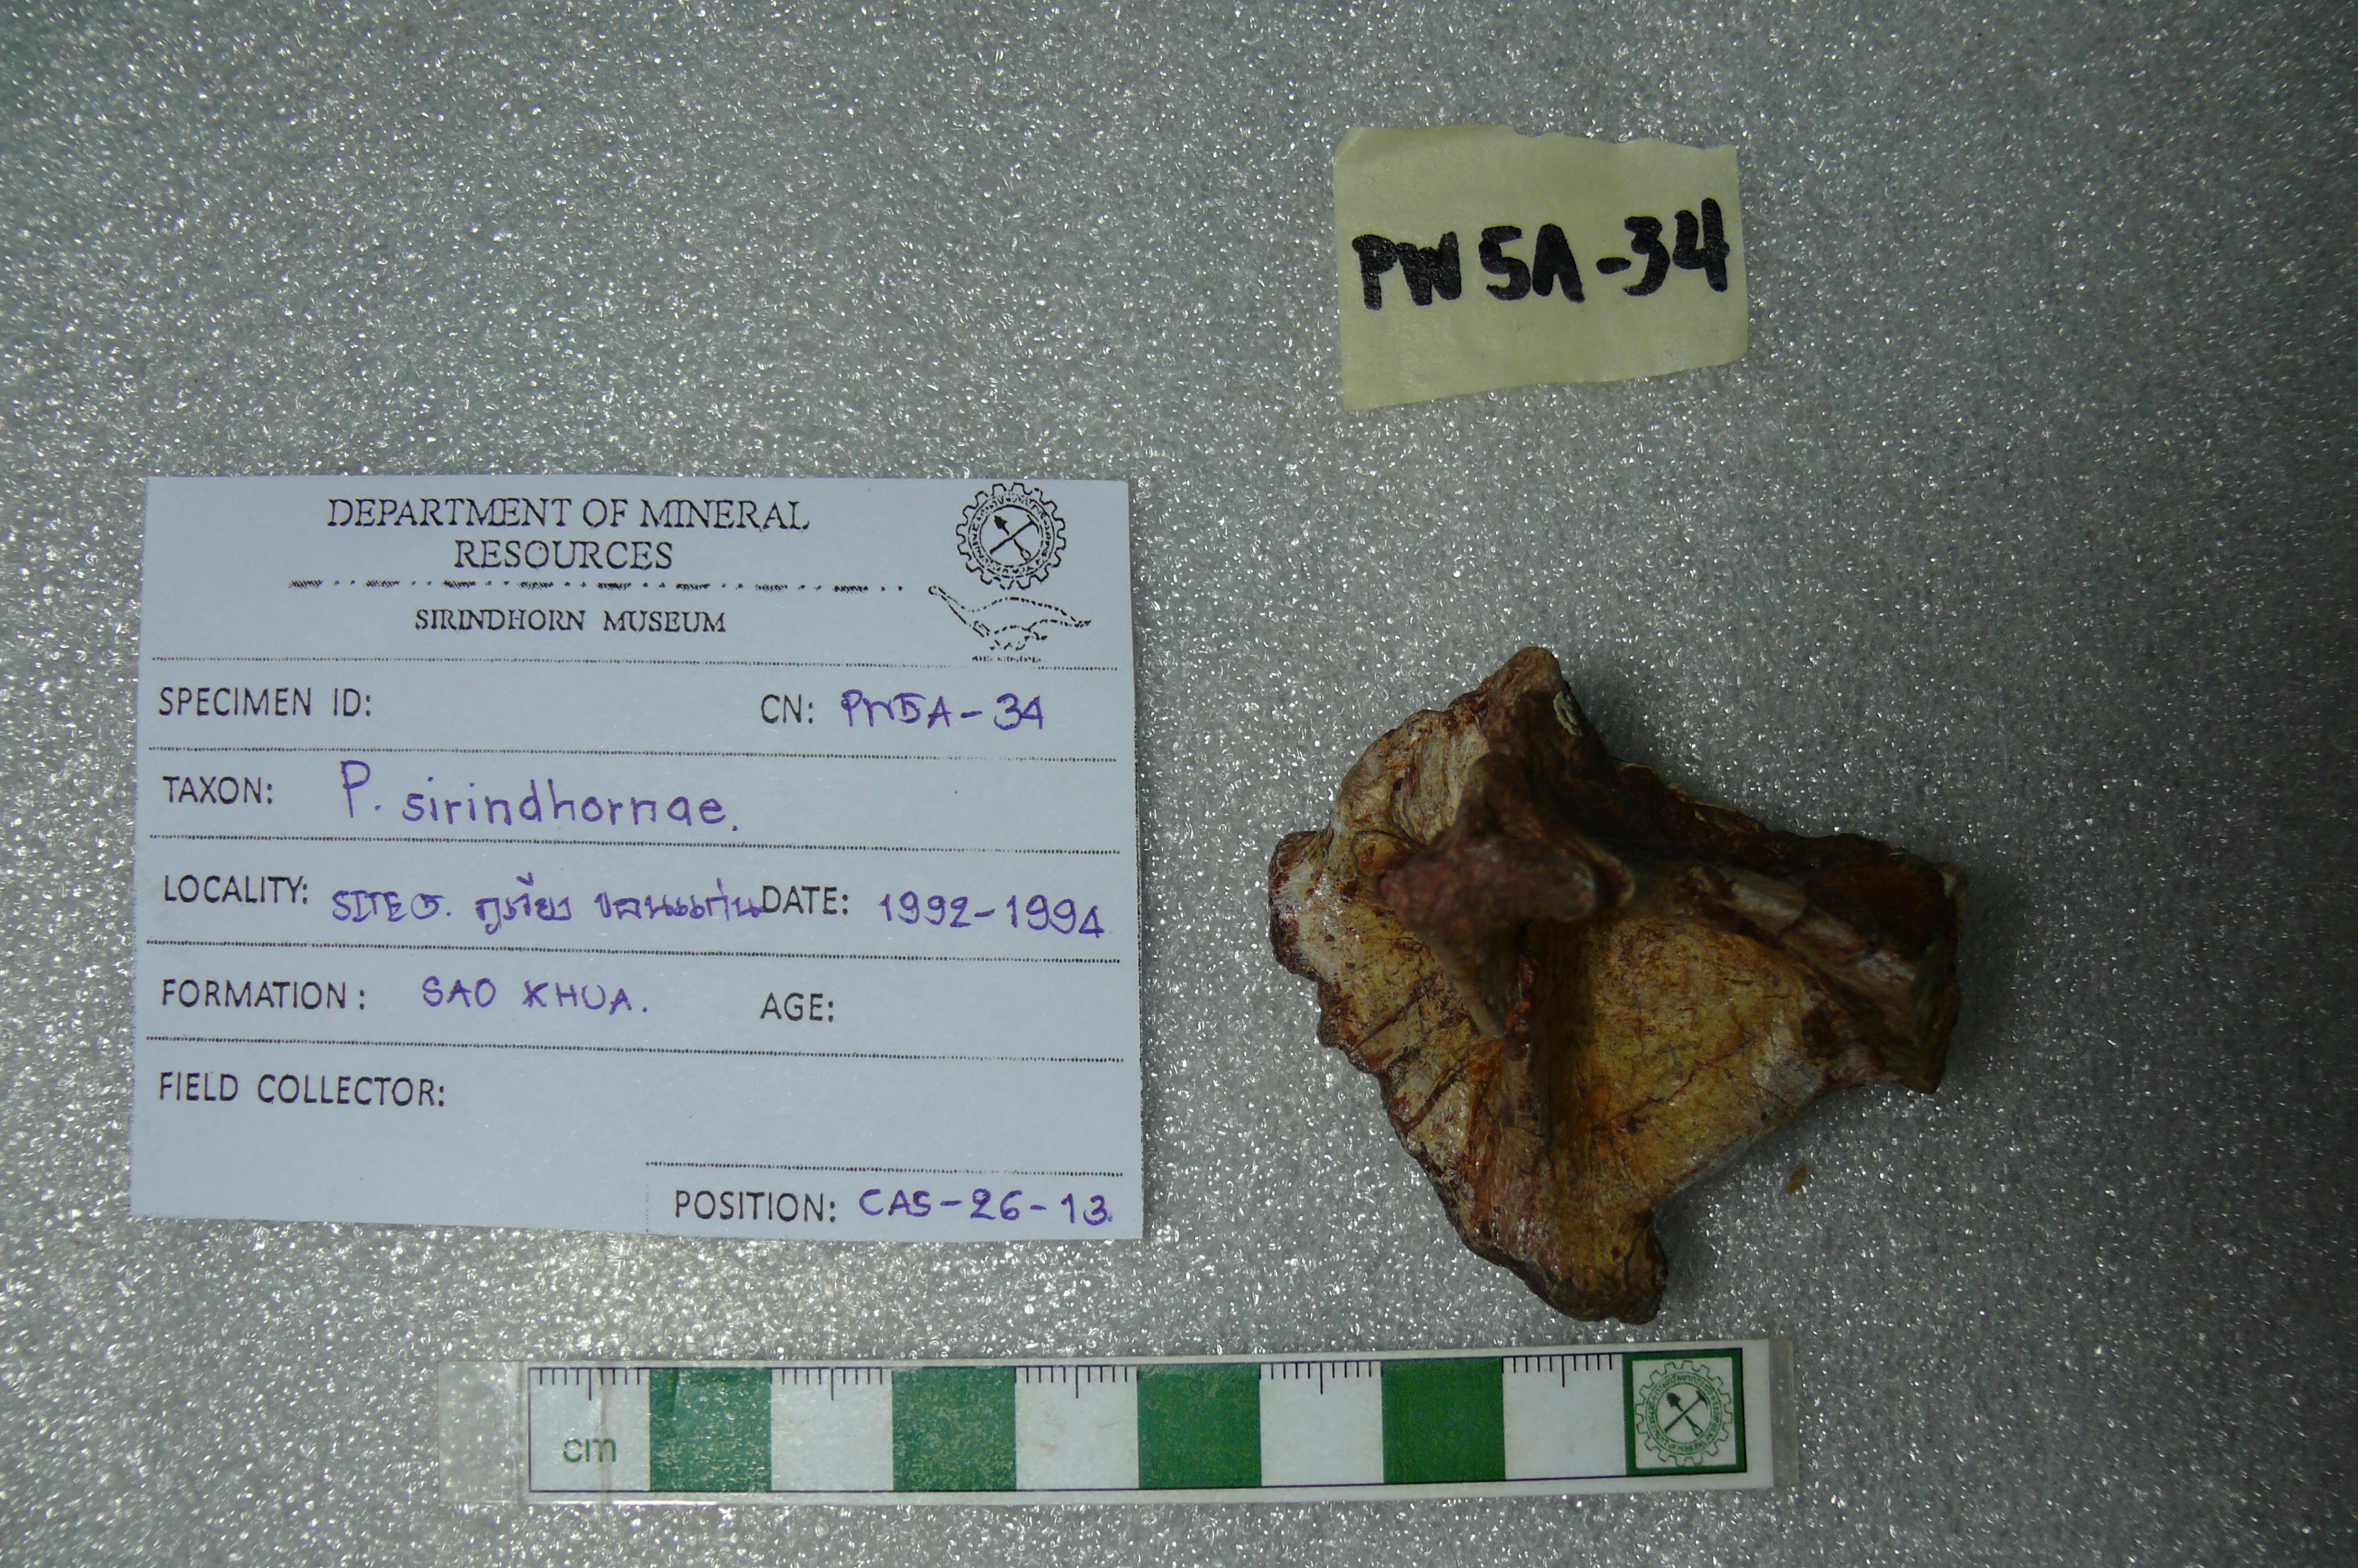 PW 5A-34
DEPARTMENT OF MINERAL
RESOURCES
SIRINDHORN MUSEUM
SPECIMEN ID: CN: PW5A-34
TAXON: P. sirindhornae.
LOCALITY: SITE ภูเวียง ขอนแก่น DATE: 1992-1994
FORMATION: SAO KHUA. AGE:
FIELD COLLECTOR:
POSITION: CAS-26-13
cm